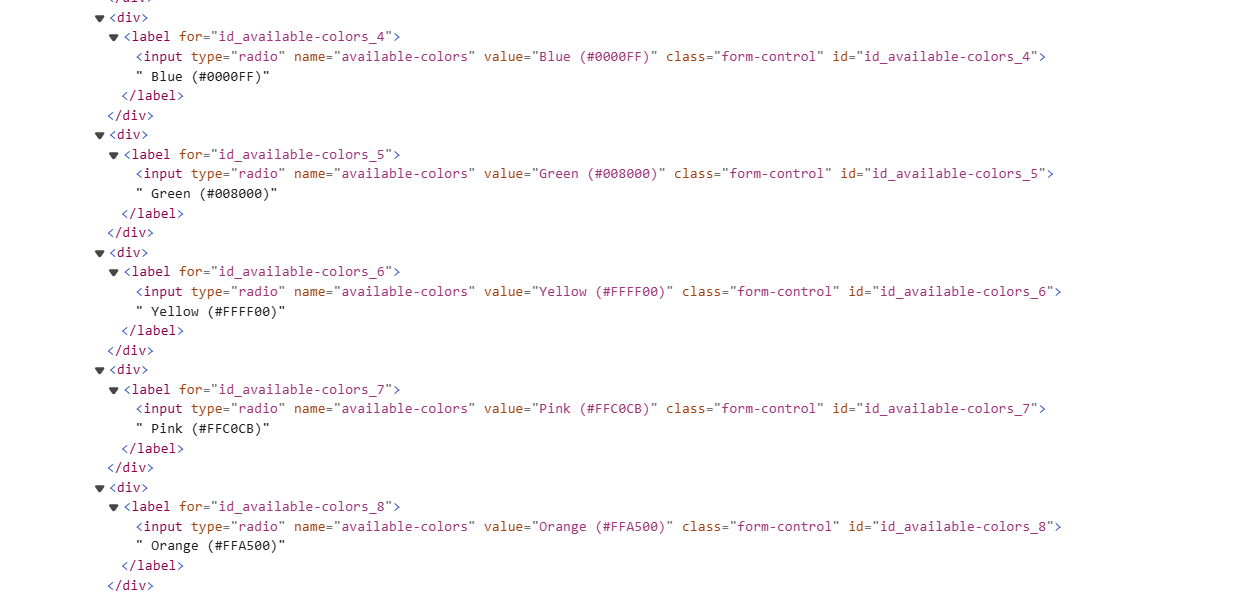 </div>
<div>
<label for="id_available-colors_4">
<input type="radio" name="available-colors" value="Blue (#0000FF)" class="form-control" id="id_available-colors_4">
" Blue (#0000FF)"
</label>
</div>
<div>
<label for="id_available-colors_5">
<input type="radio" name="available-colors" value="Green (#008000)" class="form-control" id="id_available-colors_5">
" Green (#008000)"
</label>
</div>
<div>
<label for="id_available-colors_6">
<input type="radio" name="available-colors" value="Yellow (#FFFF00)" class="form-control" id="id_available-colors_6">
" Yellow (#FFFF00)"
</label>
</div>
<div>
<label for="id_available-colors_7">
<input type="radio" name="available-colors" value="Pink (#FFC0CB)" class="form-control" id="id_available-colors_7">
" Pink (#FFC0CB)"
</label>
</div>
<div>
<label for="id_available-colors_8">
<input type="radio" name="available-colors" value="Orange (#FFA500)" class="form-control" id="id_available-colors_8">
" Orange (#FFA500)"
</label>
</div>